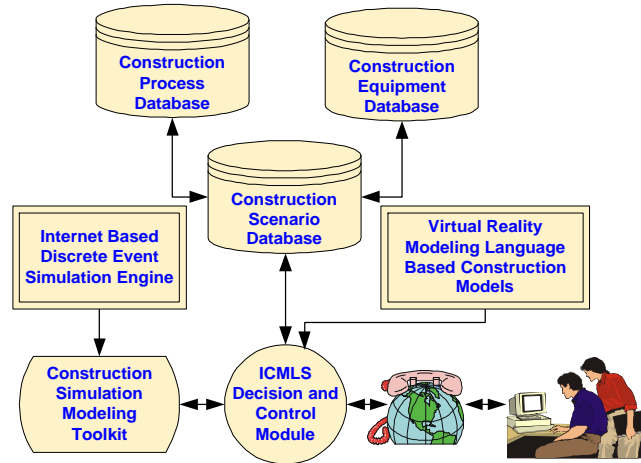 Construction
Process
Database
Construction
Equipment
Database
Construction
Scenario
Database
Internet Based
Discrete Event
Simulation Engine
Virtual Reality
Modeling Language
Based Construction
Models
Construction
Simulation
Modeling
Toolkit
ICMLS
Decision and
Control
Module